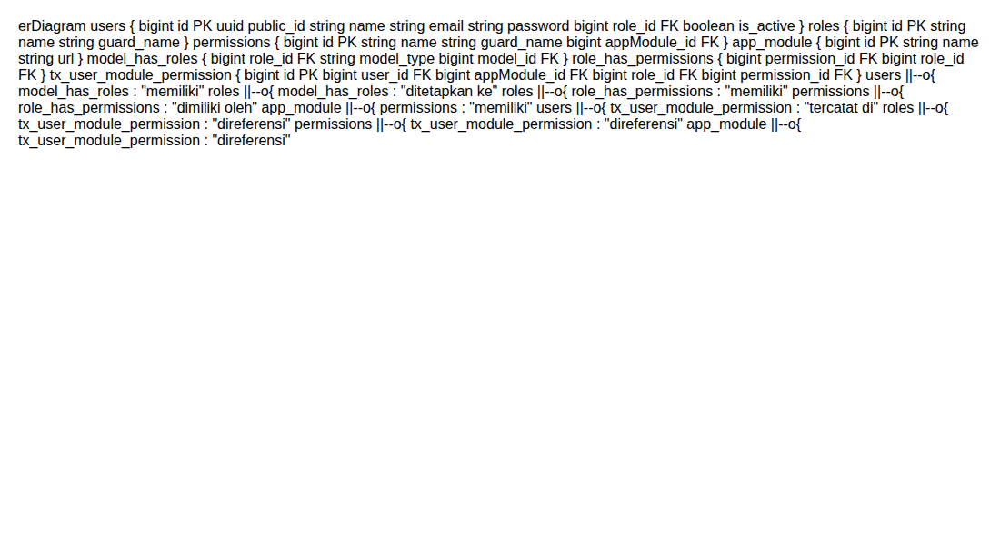 erDiagram users { bigint id PK uuid public_id string name string email string password bigint role_id FK boolean is_active } roles { bigint id PK string
name string guard_name } permissions { bigint id PK string name string guard_name bigint appModule_id FK } app_module { bigint id PK string name
string url } model_has_roles { bigint role_id FK string model_type bigint model_id FK } role_has_permissions { bigint permission_id FK bigint role_id
FK } tx_user_module_permission { bigint id PK bigint user_id FK bigint appModule_id FK bigint role_id FK bigint permission_id FK } users ||--o{
model_has_roles : "memiliki" roles ||--o{ model_has_roles : "ditetapkan ke" roles ||--o{ role_has_permissions : "memiliki" permissions ||--o{
role_has_permissions : "dimiliki oleh" app_module ||--o{ permissions : "memiliki" users ||--o{ tx_user_module_permission : "tercatat di" roles ||--o{
tx_user_module_permission : "direferensi" permissions ||--o{ tx_user_module_permission : "direferensi" app_module ||--o{
tx_user_module_permission : "direferensi"